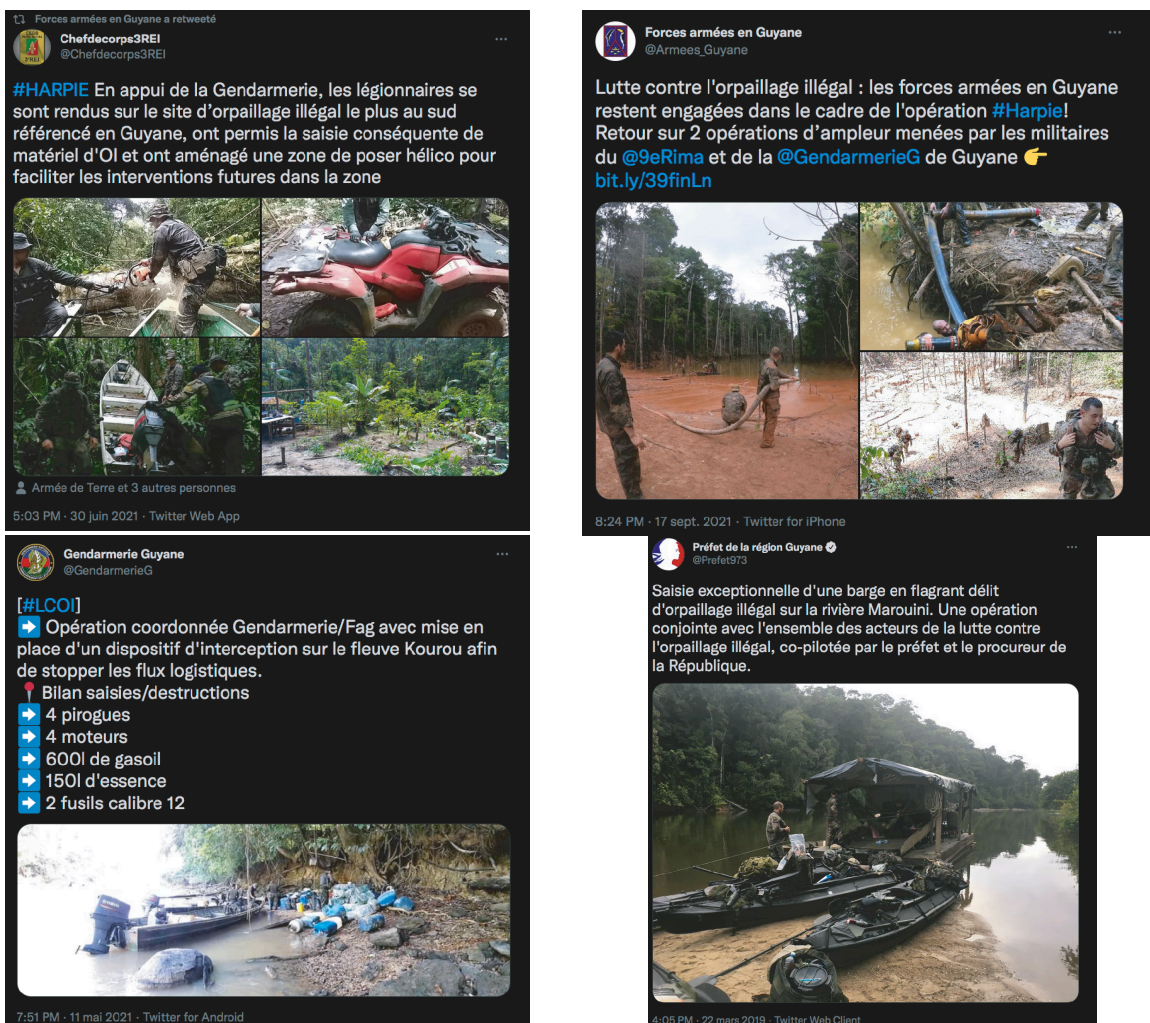 Forces armées en Guyane a retweeté
Chefdecorps3REI
@Chefdecorps3REI
#HARPIE En appui de la Gendarmerie, les légionnaires se
sont rendus sur le site d'orpaillage illégal le plus au sud
référencé en Guyane, ont permis la saisie conséquente de
matériel d'OI et ont aménagé une zone de poser hélico pour
faciliter les interventions futures dans la zone
Armée de Terre et 3 autres personnes
5:03 PM · 30 juin 2021 · Twitter Web App
Forces armées en Guyane
@Armees_Guyane
Lutte contre l'orpaillage illégal : les forces armées en Guyane
restent engagées dans le cadre de l'opération #Harpie!
Retour sur 2 opérations d'ampleur menées par les militaires
du @9eRima et de la @GendarmerieG de Guyane 👉
bit.ly/39finLn
8:24 PM · 17 sept. 2021 · Twitter for iPhone
Gendarmerie Guyane
@GendarmerieG
[#LCOI]
➡️ Opération coordonnée Gendarmerie/Fag avec mise en
place d'un dispositif d'interception sur le fleuve Kourou afin
de stopper les flux logistiques.
📍 Bilan saisies/destructions
➡️ 4 pirogues
➡️ 4 moteurs
➡️ 600l de gasoil
➡️ 150l d'essence
➡️ 2 fusils calibre 12
7:51 PM · 11 mai 2021 · Twitter for Android
Préfet de la région Guyane
@Prefet973
Saisie exceptionnelle d'une barge en flagrant délit
d'orpaillage illégal sur la rivière Marouini. Une opération
conjointe avec l'ensemble des acteurs de la lutte contre
l'orpaillage illégal, co-pilotée par le préfet et le procureur de
la République.
4:05 PM · 22 mars 2019 · Twitter Web Client